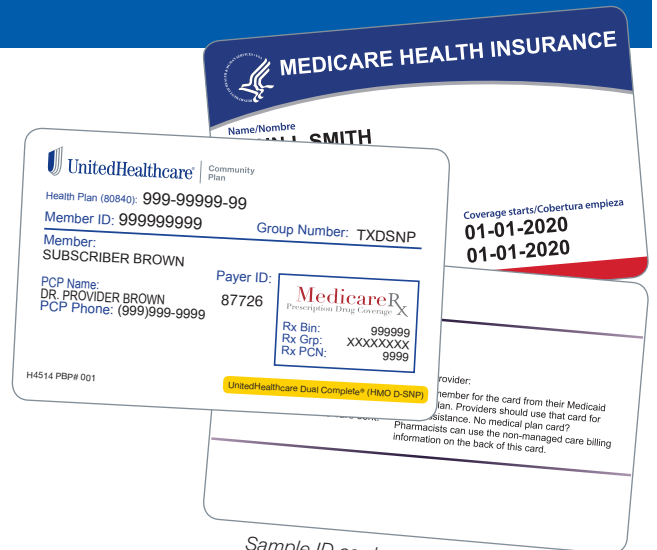 MEDICARE HEALTH INSURANCE
Name/Nombre
L SMITH
Coverage starts/Cobertura empieza
01-01-2020
01-01-2020
UnitedHealthcare® Community
Plan
Health Plan (80840): 999-99999-99
Member ID: 999999999 Group Number: TXDSNP
Member:
SUBSCRIBER BROWN
PCP Name:
DR. PROVIDER BROWN
PCP Phone: (999)999-9999
Payer ID:
87726
MedicareRx
Prescription Drug Coverage
Rx Bin: 999999
Rx Grp: XXXXXXXX
Rx PCN: 9999
H4514 PBP# 001
UnitedHealthcare Dual Complete® (HMO D-SNP)
rovider:
member for the card from their Medicaid
lan. Providers should use that card for
sistance. No medical plan card?
Pharmacists can use the non-managed care billing
information on the back of this card.
Sample ID